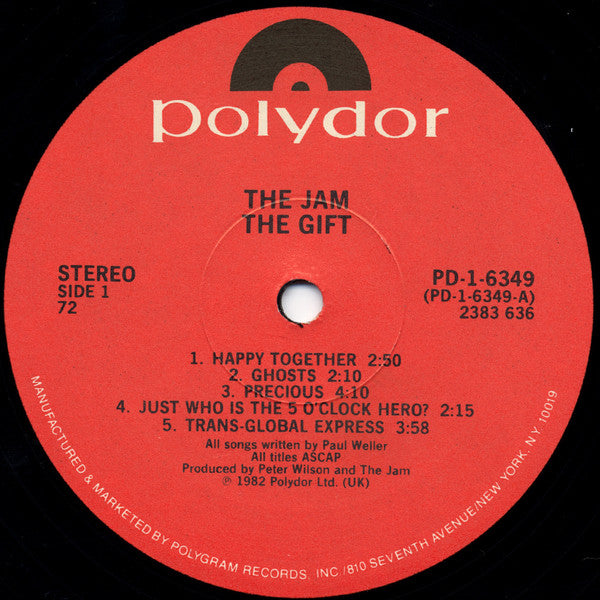 polydor
THE JAM
THE GIFT
STEREO
SIDE 1
72
PD-1-6349
(PD-1-6349-A)
2383 636
1. HAPPY TOGETHER 2:50
2. GHOSTS 2:10
3. PRECIOUS 4:10
4. JUST WHO IS THE 5 O'CLOCK HERO? 2:15
5. TRANS-GLOBAL EXPRESS 3:58
All songs written by Paul Weller
All titles ASCAP
Produced by Peter Wilson and The Jam
℗ 1982 Polydor Ltd. (UK)
MANUFACTURED & MARKETED BY POLYGRAM RECORDS, INC./810 SEVENTH AVENUE/NEW YORK, N.Y. 10019